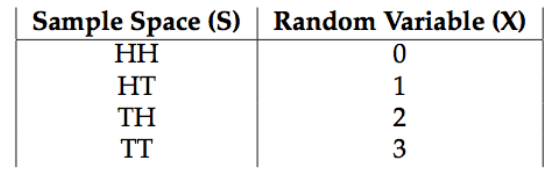 Sample Space (S) Random Variable (X)
HH 0
HT 1
TH 2
TT 3